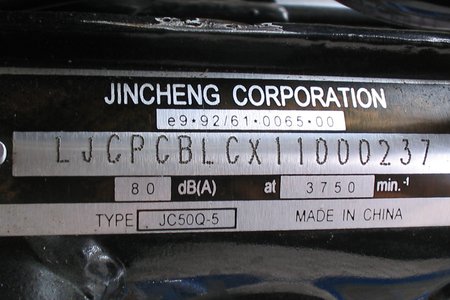 JINCHENG CORPORATION
e9*92/61*0065*00
LJCPCBLCX11000237
80 dB(A) at 3750 min.-1
TYPE JC50Q-5 MADE IN CHINA